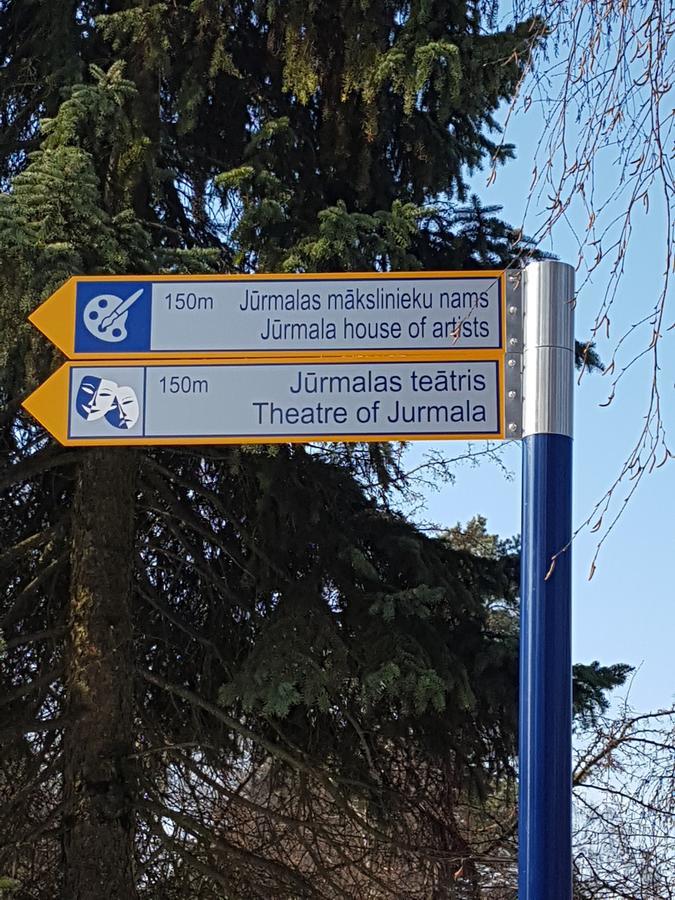 150m Jūrmalas mākslinieku nams
Jūrmala house of artists
150m Jūrmalas teātris
Theatre of Jurmala